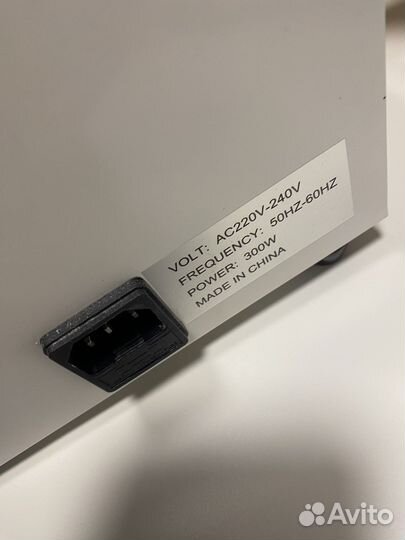 VOLT: AC220V-240V
FREQUENCY: 50HZ-60HZ
POWER: 300W
MADE IN CHINA
Avito